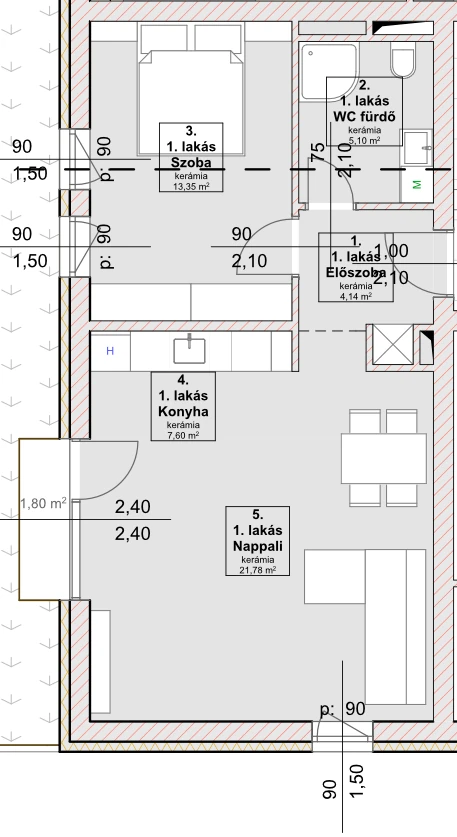 2.
1. lakás
WC fürdő
kerámia
5,10 m²
3.
1. lakás
Szoba
kerámia
13,35 m²
90
1,50
p: 90
75
2,10
M
90
1,50
p: 90
90
2,10
1.
1. lakás
Előszoba
kerámia
4,14 m²
1,00
2,10
H
4.
1. lakás
Konyha
kerámia
7,60 m²
1,80 m²
2,40
2,40
5.
1. lakás
Nappali
kerámia
21,78 m²
p: 90
90
1,50